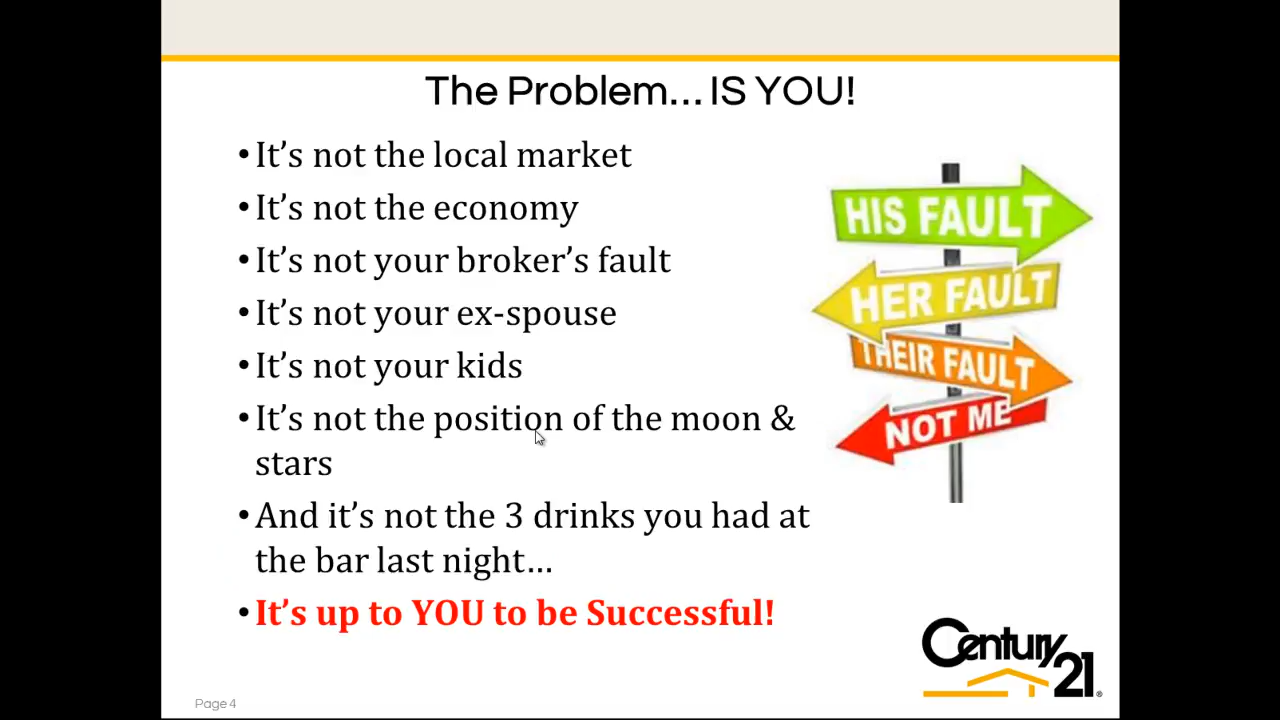 The Problem... IS YOU!
•It’s not the local market
•It’s not the economy
•It’s not your broker’s fault
•It’s not your ex-spouse
•It’s not your kids
•It’s not the position of the moon &
stars
•And it’s not the 3 drinks you had at
the bar last night...
•It’s up to YOU to be Successful!
HIS FAULT
HER FAULT
THEIR FAULT
NOT ME
Century
21®
Page 4